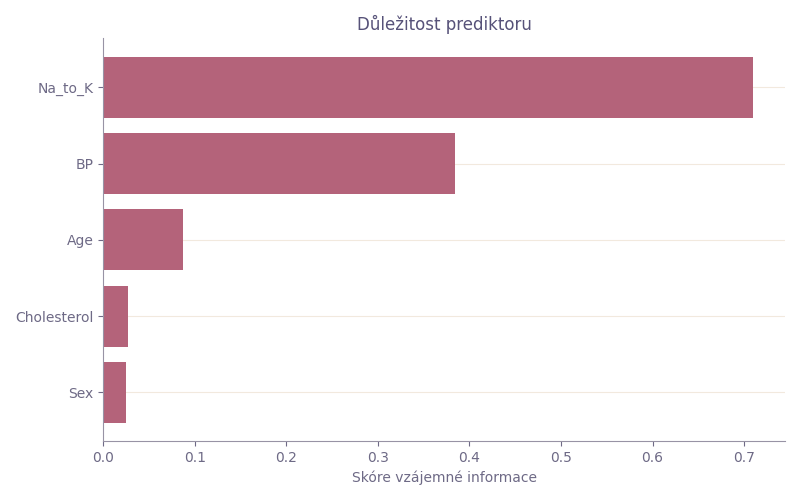 Důležitost prediktoru
Na_to_K
BP
Age
Cholesterol
Sex
0.0 0.1 0.2 0.3 0.4 0.5 0.6 0.7
Skóre vzájemné informace